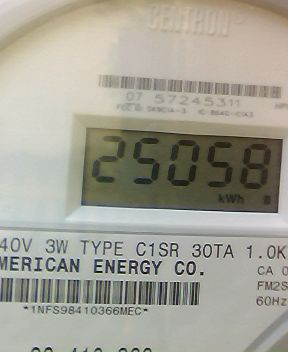 CENTRON
07 57245311
25058
kWh
40V 3W TYPE C1SR 30TA 1.0K
MERICAN ENERGY CO.
CA 0
FM2S
60Hz
*1NFS98410366MEC*